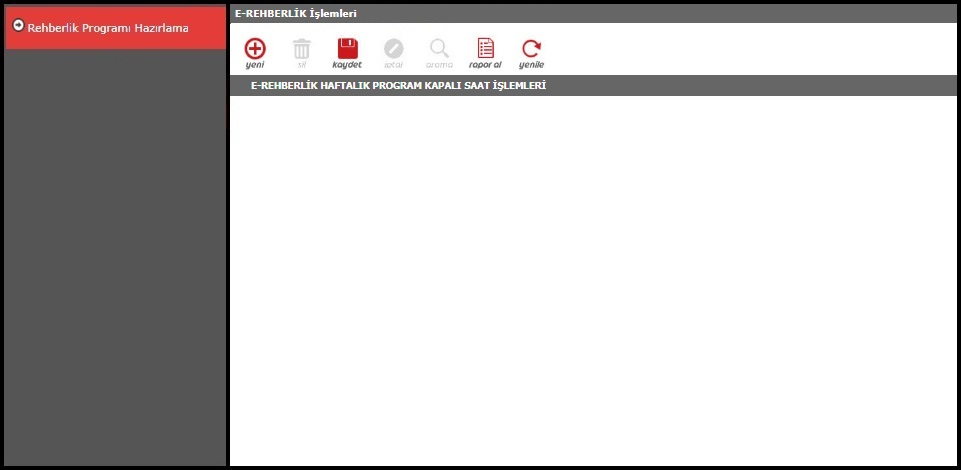 Rehberlik Programı Hazırlama
E-REHBERLİK İşlemleri
yeni sil kaydet iptal arama rapor al yenile
E-REHBERLİK HAFTALIK PROGRAM KAPALI SAAT İŞLEMLERİ